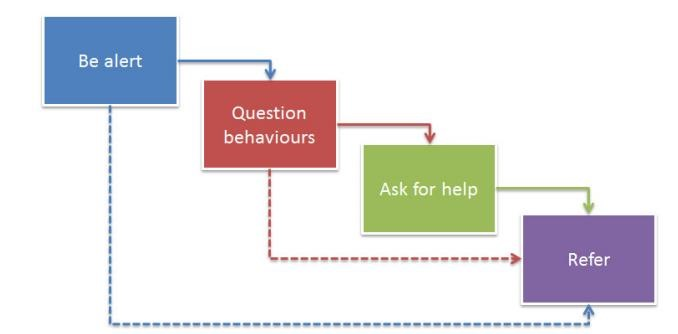 Be alert
Question
behaviours
Ask for help
Refer